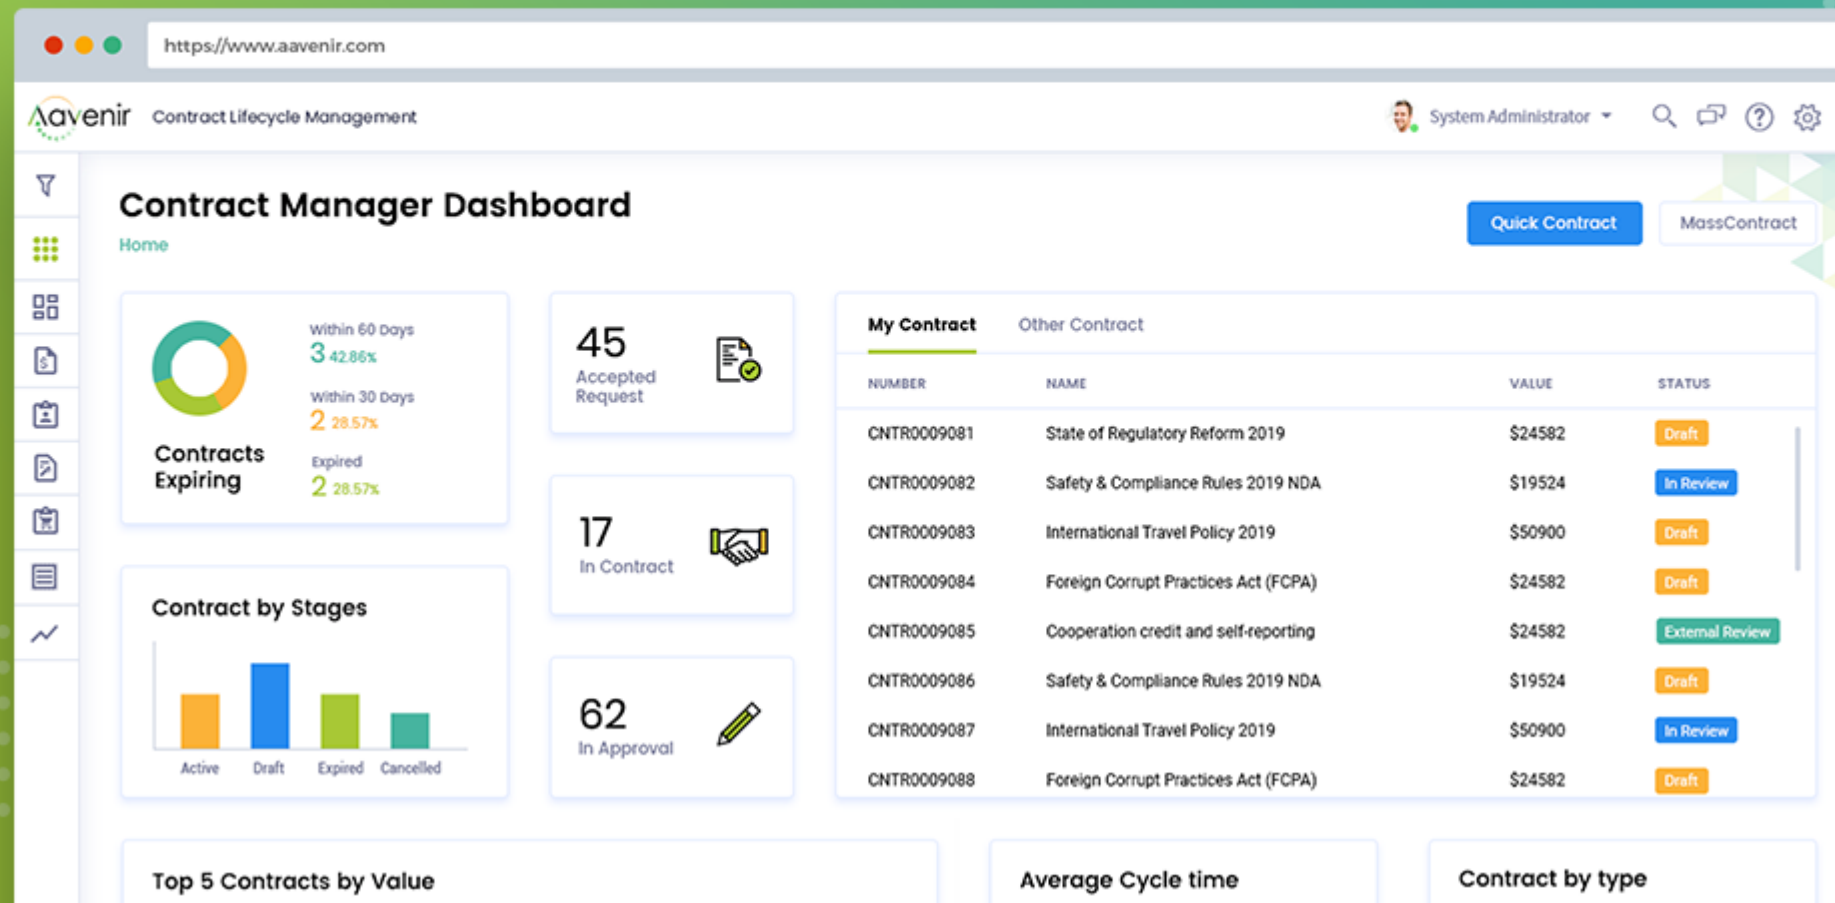 https://www.aavenir.com
Aavenir Contract Lifecycle Management
System Administrator
Contract Manager Dashboard
Home
Quick Contract
MassContract
Within 60 Days
3 42.86%
Within 30 Days
2 28.57%
Expired
2 28.57%
Contracts
Expiring
45
Accepted
Request
17
In Contract
62
In Approval
Contract by Stages
Active Draft Expired Cancelled
My Contract Other Contract
NUMBER NAME VALUE STATUS
CNTR0009081 State of Regulatory Reform 2019 $24582 Draft
CNTR0009082 Safety & Compliance Rules 2019 NDA $19524 In Review
CNTR0009083 International Travel Policy 2019 $50900 Draft
CNTR0009084 Foreign Corrupt Practices Act (FCPA) $24582 Draft
CNTR0009085 Cooperation credit and self-reporting $24582 External Review
CNTR0009086 Safety & Compliance Rules 2019 NDA $19524 Draft
CNTR0009087 International Travel Policy 2019 $50900 In Review
CNTR0009088 Foreign Corrupt Practices Act (FCPA) $24582 Draft
Top 5 Contracts by Value
Average Cycle time
Contract by type